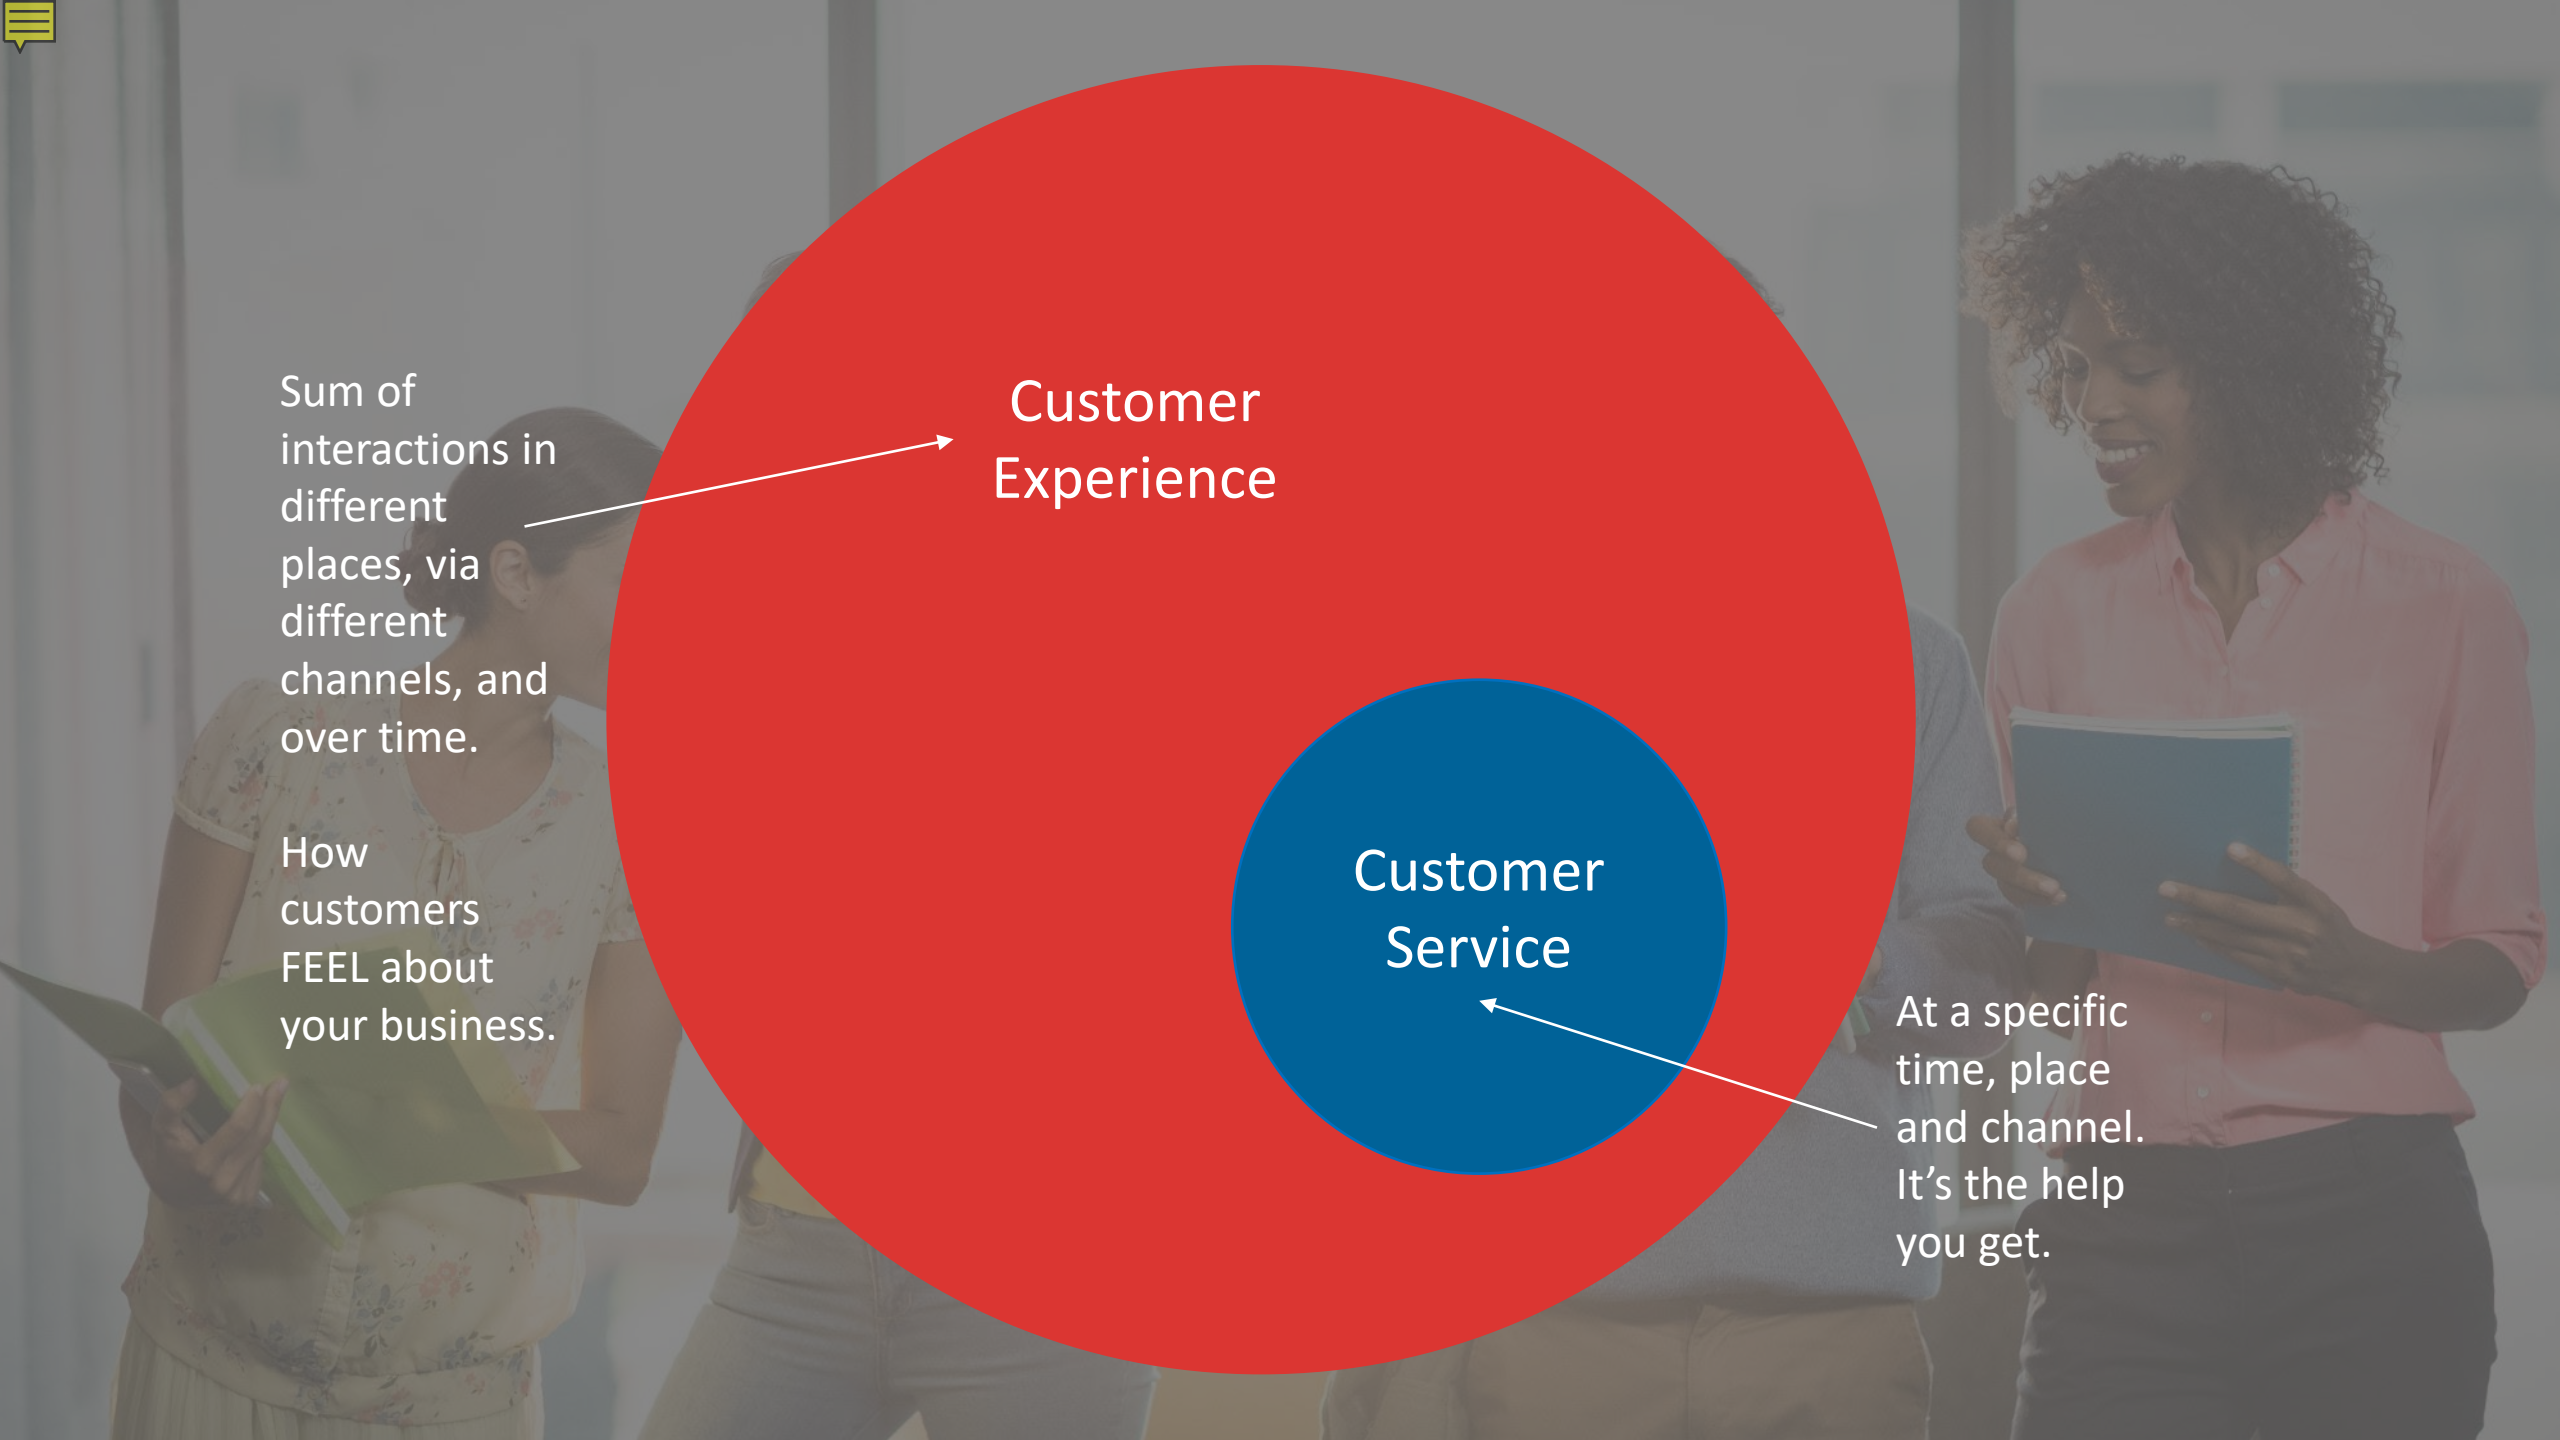 Sum of
interactions in
different
places, via
different
channels, and
over time.
How
customers
FEEL about
your business.
Customer
Experience
Customer
Service
At a specific
time, place
and channel.
It’s the help
you get.